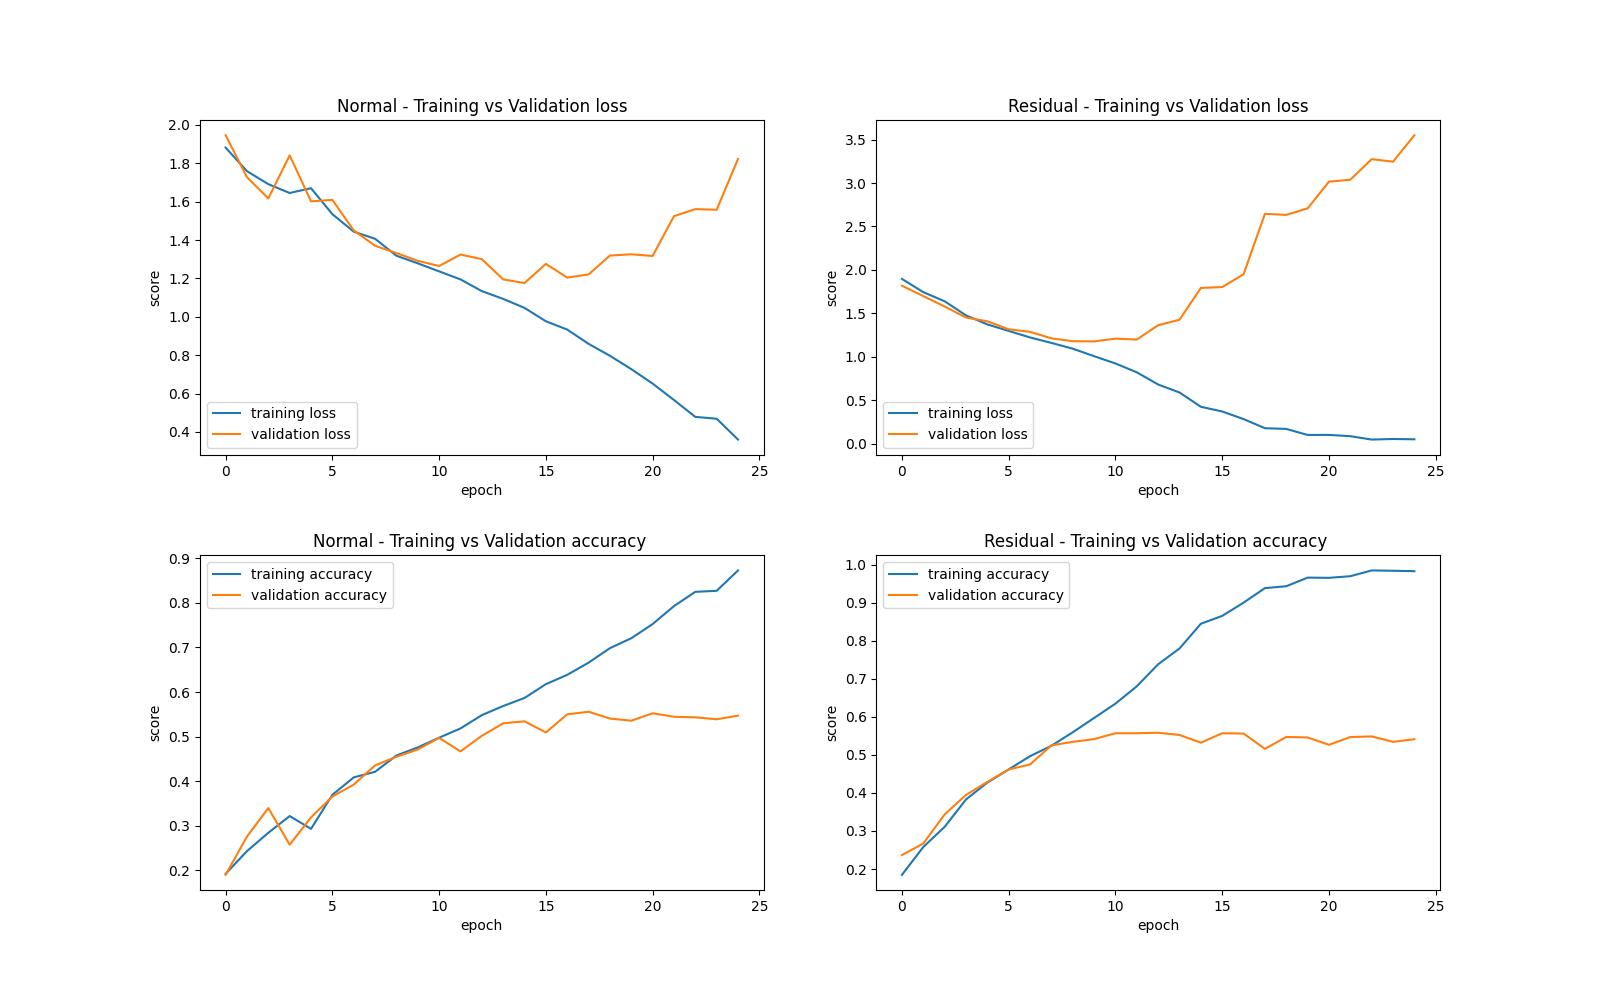 Normal - Training vs Validation loss
2.0
1.8
1.6
1.4
1.2
1.0
0.8
0.6
0.4
score
training loss
validation loss
0 5 10 15 20 25
epoch
Residual - Training vs Validation loss
3.5
3.0
2.5
2.0
1.5
1.0
0.5
0.0
score
training loss
validation loss
0 5 10 15 20 25
epoch
Normal - Training vs Validation accuracy
0.9
0.8
0.7
0.6
0.5
0.4
0.3
0.2
score
training accuracy
validation accuracy
0 5 10 15 20 25
epoch
Residual - Training vs Validation accuracy
1.0
0.9
0.8
0.7
0.6
0.5
0.4
0.3
0.2
score
training accuracy
validation accuracy
0 5 10 15 20 25
epoch